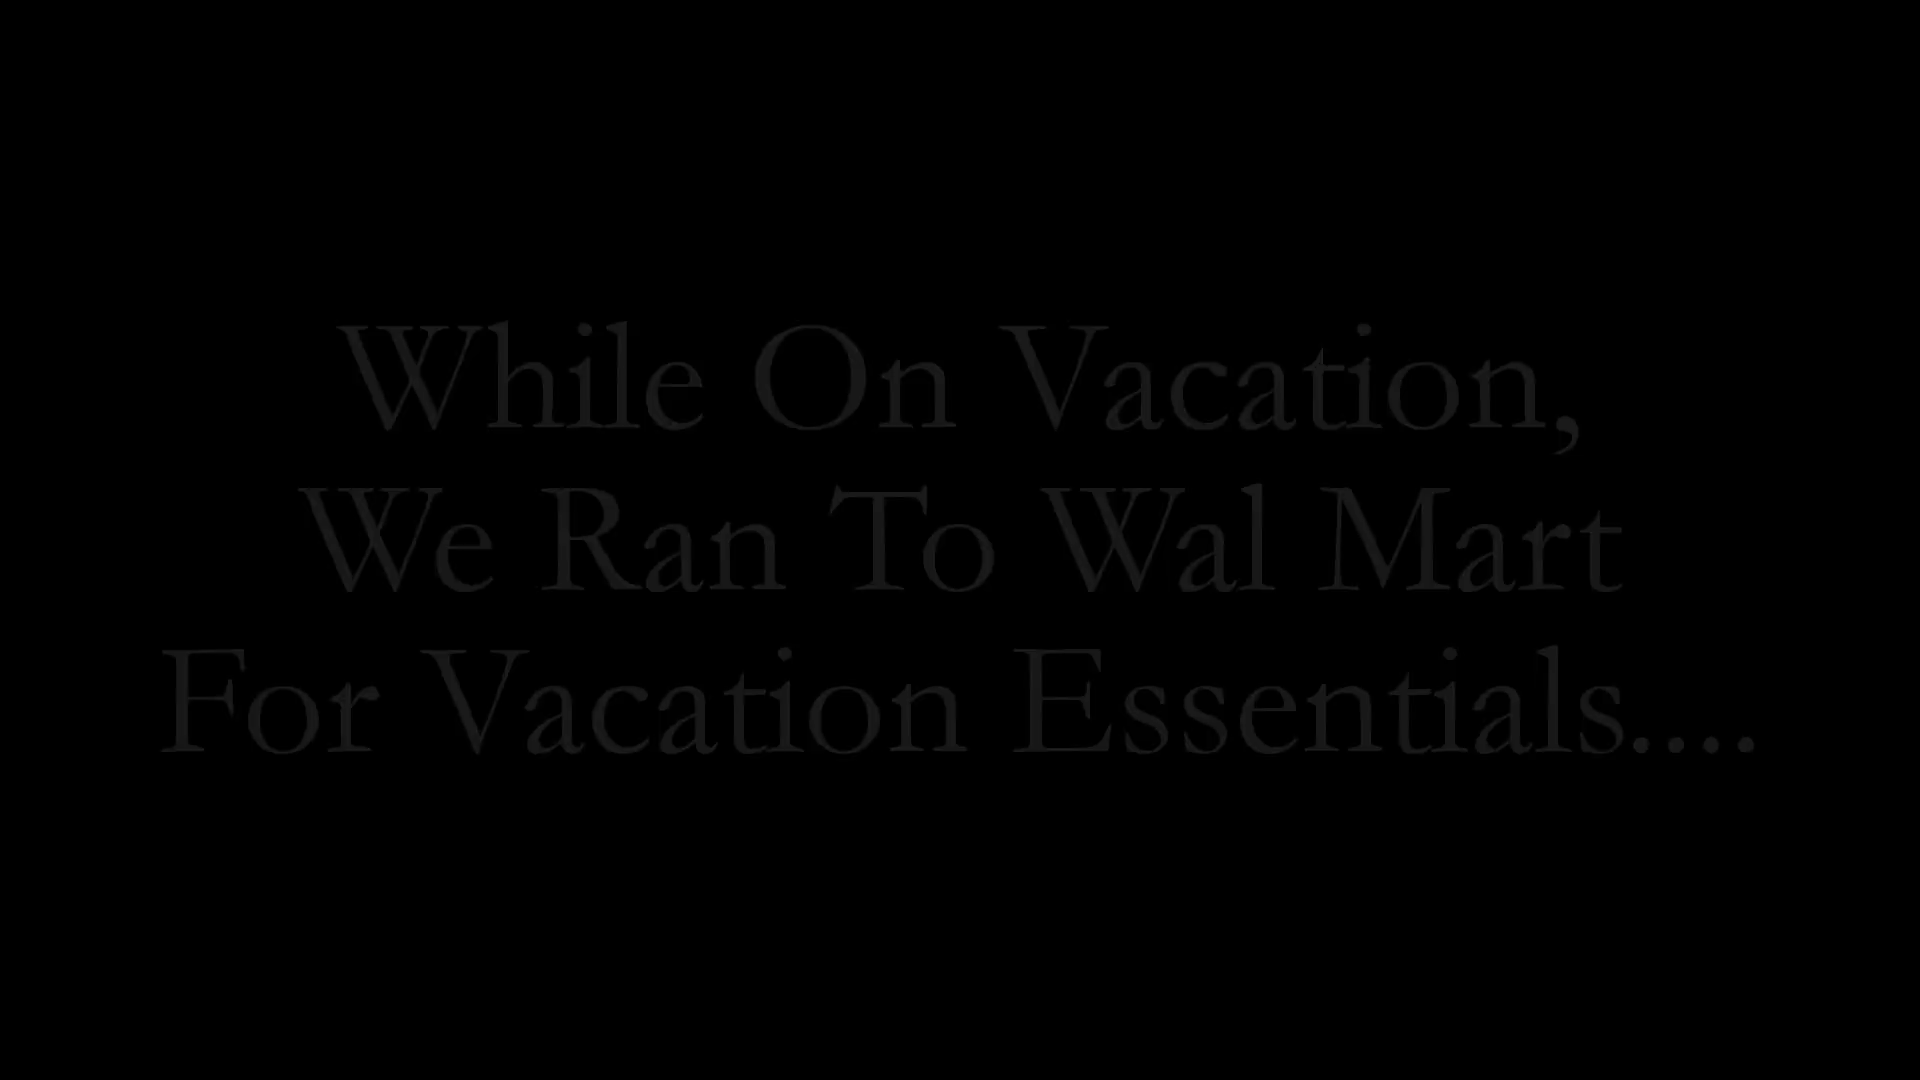 While On Vacation,
We Ran To Wal Mart
For Vacation Essentials....